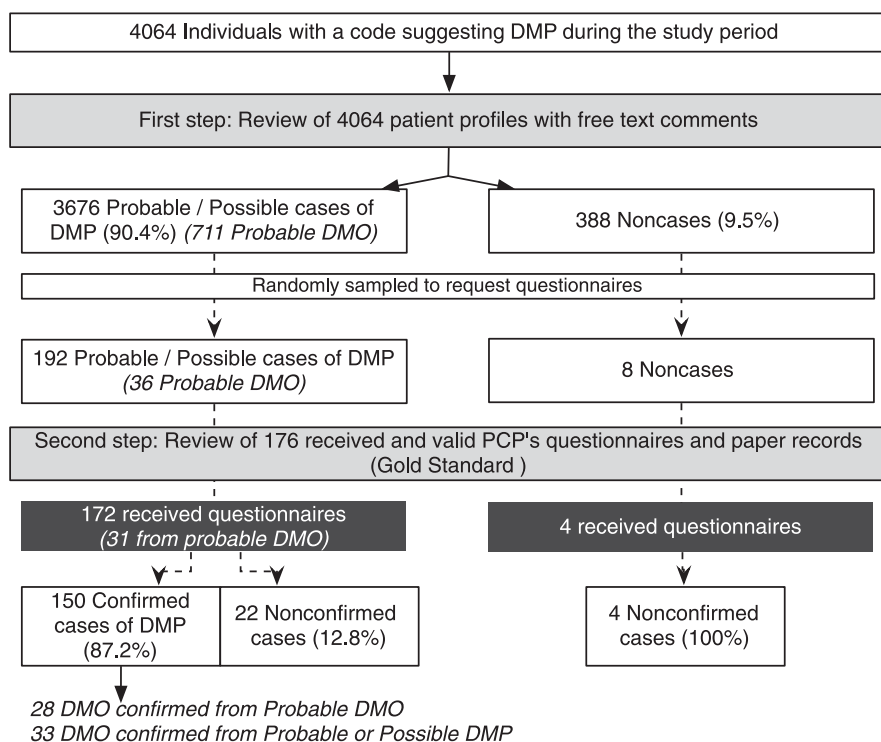 4064 Individuals with a code suggesting DMP during the study period
First step: Review of 4064 patient profiles with free text comments
3676 Probable / Possible cases of
DMP (90.4%) (711 Probable DMO)
388 Noncases (9.5%)
Randomly sampled to request questionnaires
192 Probable / Possible cases of DMP
(36 Probable DMO)
8 Noncases
Second step: Review of 176 received and valid PCP's questionnaires and paper records
(Gold Standard )
172 received questionnaires
(31 from probable DMO)
4 received questionnaires
150 Confirmed
cases of DMP
(87.2%)
22 Nonconfirmed
cases (12.8%)
4 Nonconfirmed
cases (100%)
28 DMO confirmed from Probable DMO
33 DMO confirmed from Probable or Possible DMP